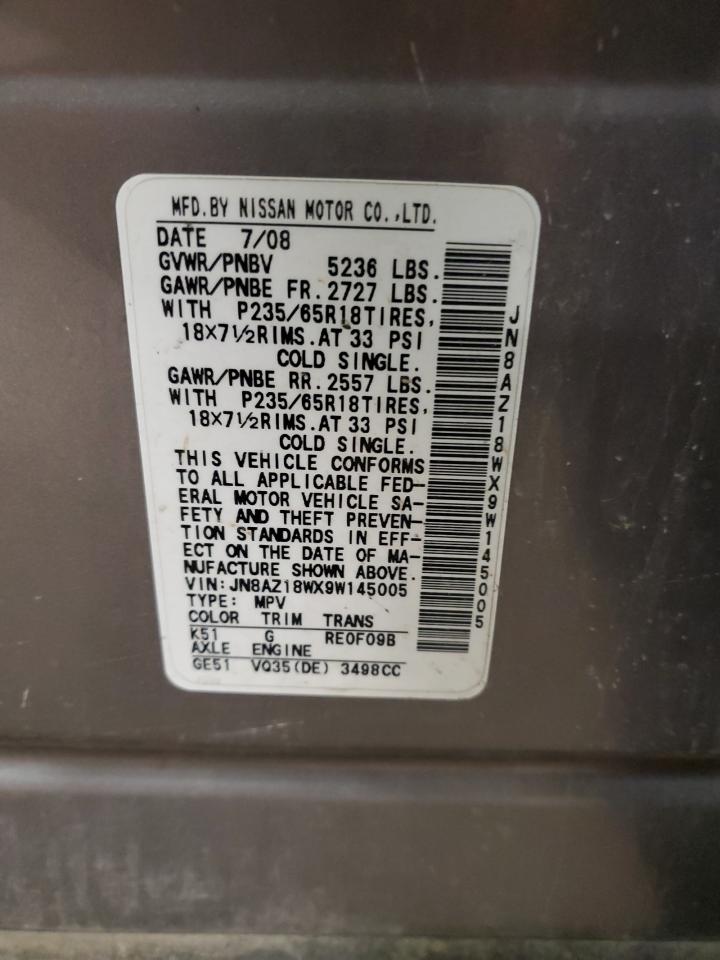 MFD.BY NISSAN MOTOR CO.,LTD.
DATE 7/08
GVWR/PNBV 5236 LBS.
GAWR/PNBE FR.2727 LBS.
WITH P235/65R18TIRES,
18×7½RIMS.AT 33 PSI
COLD SINGLE.
GAWR/PNBE RR.2557 LBS.
WITH P235/65R18TIRES,
18×7½RIMS.AT 33 PSI
COLD SINGLE.
THIS VEHICLE CONFORMS
TO ALL APPLICABLE FED-
ERAL MOTOR VEHICLE SA-
FETY AND THEFT PREVEN-
TION STANDARDS IN EFF-
ECT ON THE DATE OF MA-
NUFACTURE SHOWN ABOVE.
VIN:JN8AZ18WX9W145005
TYPE: MPV
COLOR TRIM TRANS
K51 G RE0F09B
AXLE ENGINE
GE51 VQ35(DE) 3498CC
JN8AZ18WX9W145005